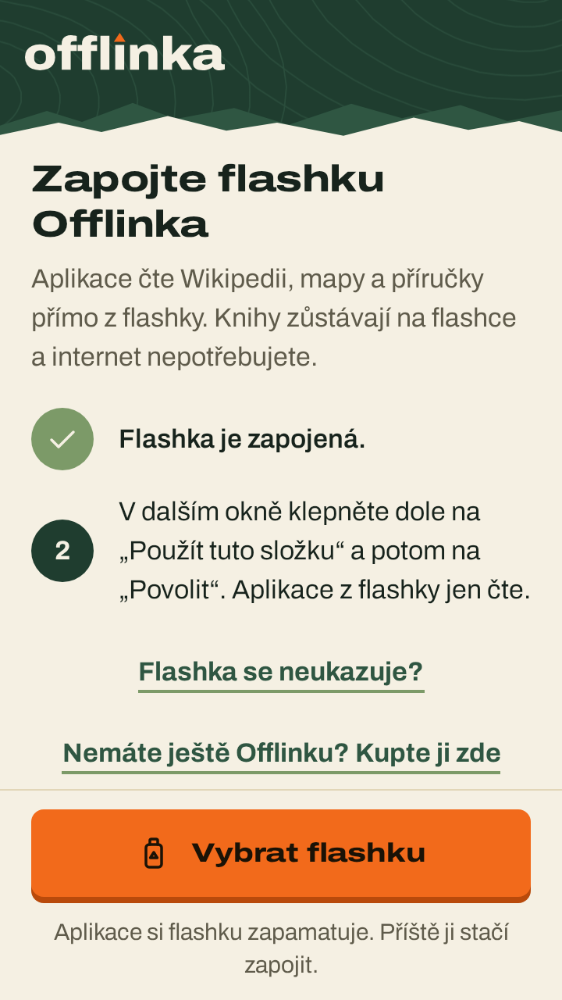 offlinka
Zapojte flashku
Offlinka
Aplikace čte Wikipedii, mapy a příručky
přímo z flashky. Knihy zůstávají na flashce
a internet nepotřebujete.
Flashka je zapojená.
V dalším okně klepněte dole na
2
„Použít tuto složku“ a potom na
„Povolit“. Aplikace z flashky jen čte.
Flashka se neukazuje?
Nemáte ještě Offlinku? Kupte ji zde
Vybrat flashku
Aplikace si flashku zapamatuje. Příště ji stačí
zapojit.